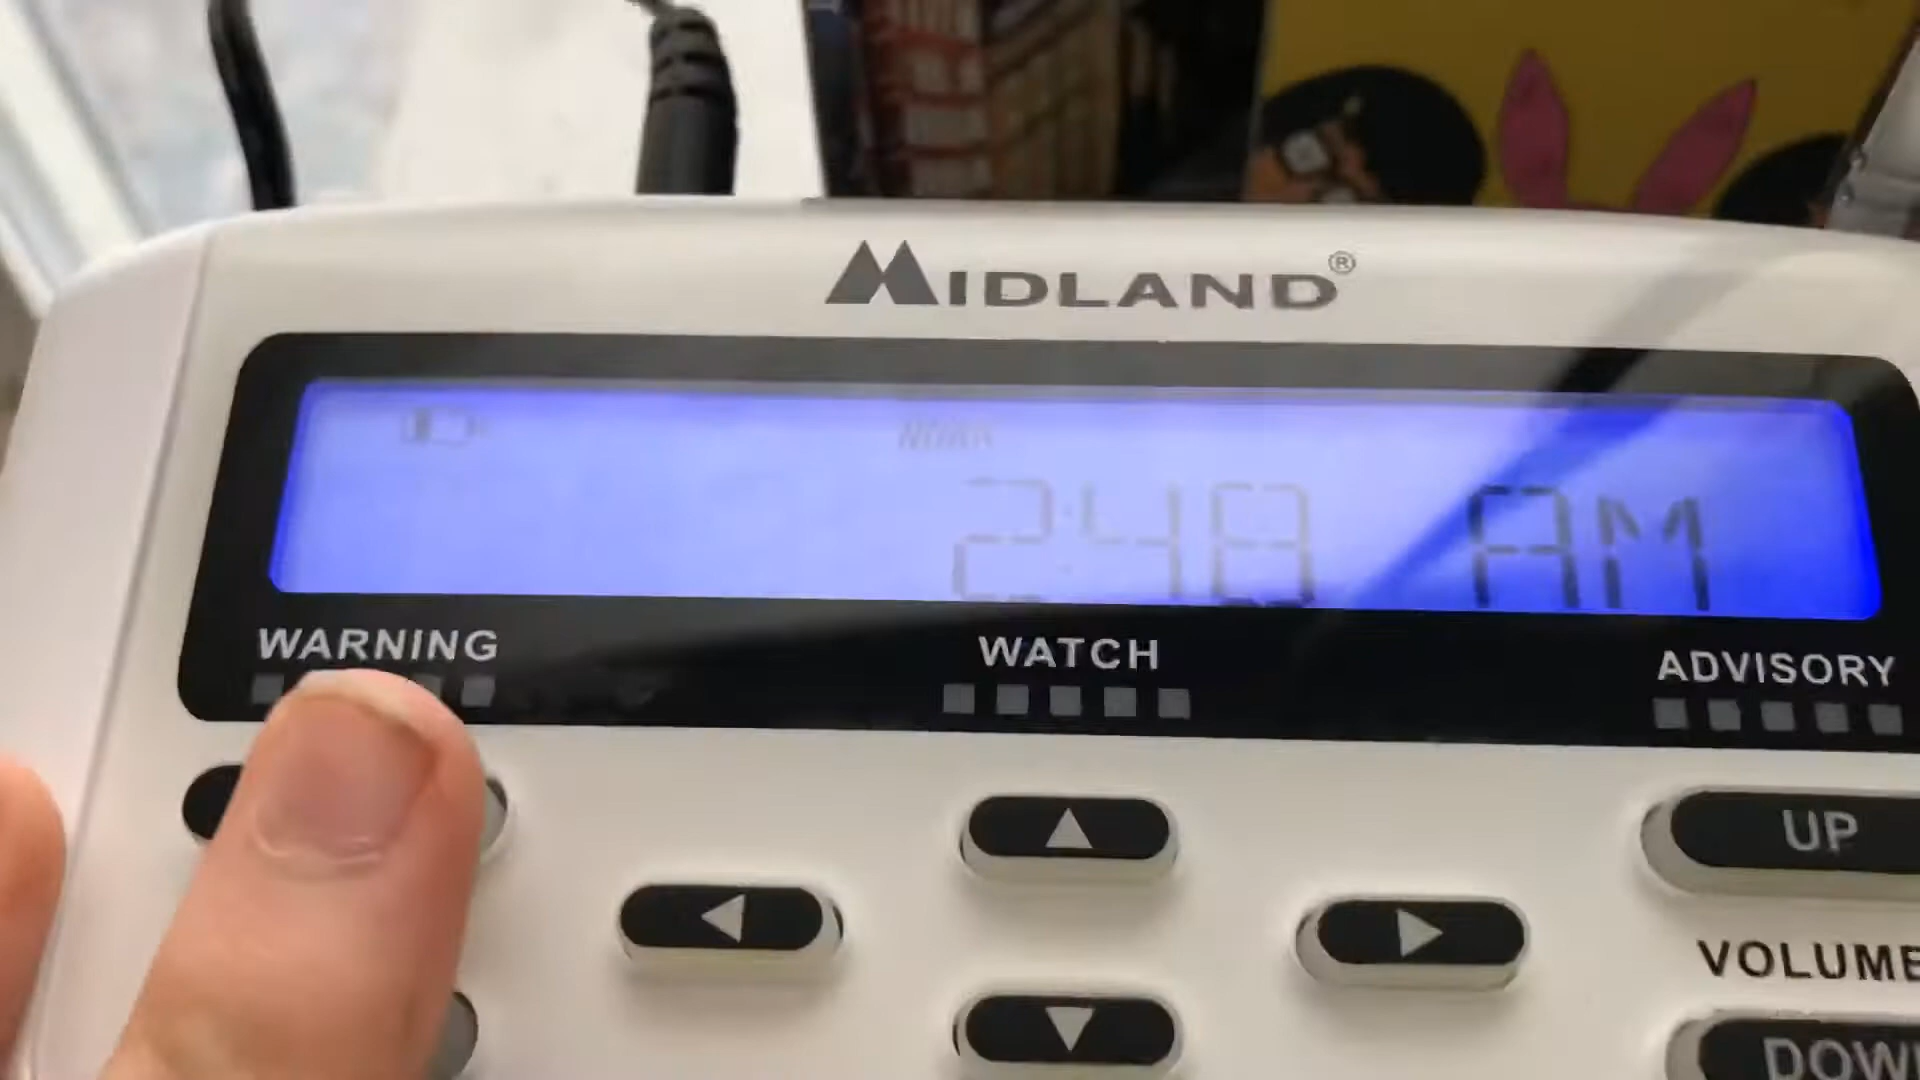 MIDLAND®
2:48 AM
WARNING
WATCH
ADVISORY
UP
VOLUME
DOWN